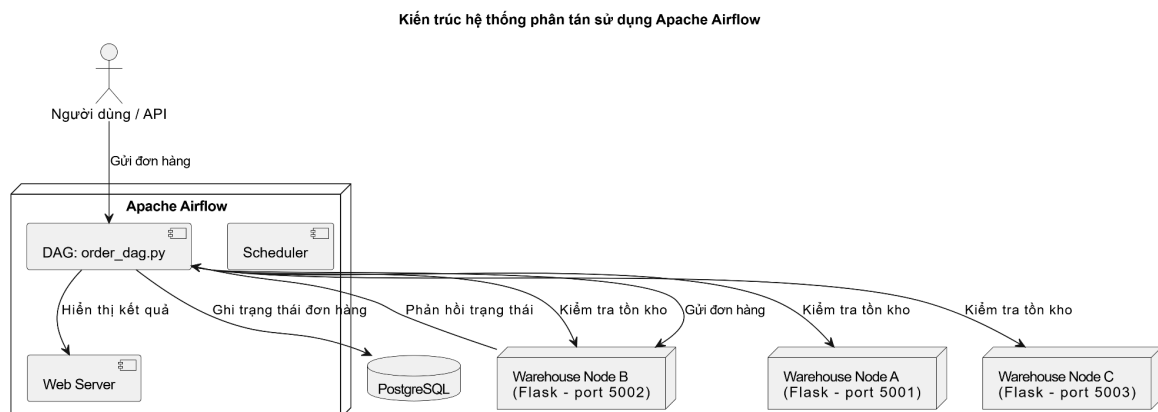 Kiến trúc hệ thống phân tán sử dụng Apache Airflow
Người dùng / API
Gửi đơn hàng
Apache Airflow
DAG: order_dag.py
Scheduler
Hiển thị kết quả
Ghi trạng thái đơn hàng
Phản hồi trạng thái
Kiểm tra tồn kho
Gửi đơn hàng
Kiểm tra tồn kho
Kiểm tra tồn kho
Web Server
PostgreSQL
Warehouse Node B
(Flask - port 5002)
Warehouse Node A
(Flask - port 5001)
Warehouse Node C
(Flask - port 5003)